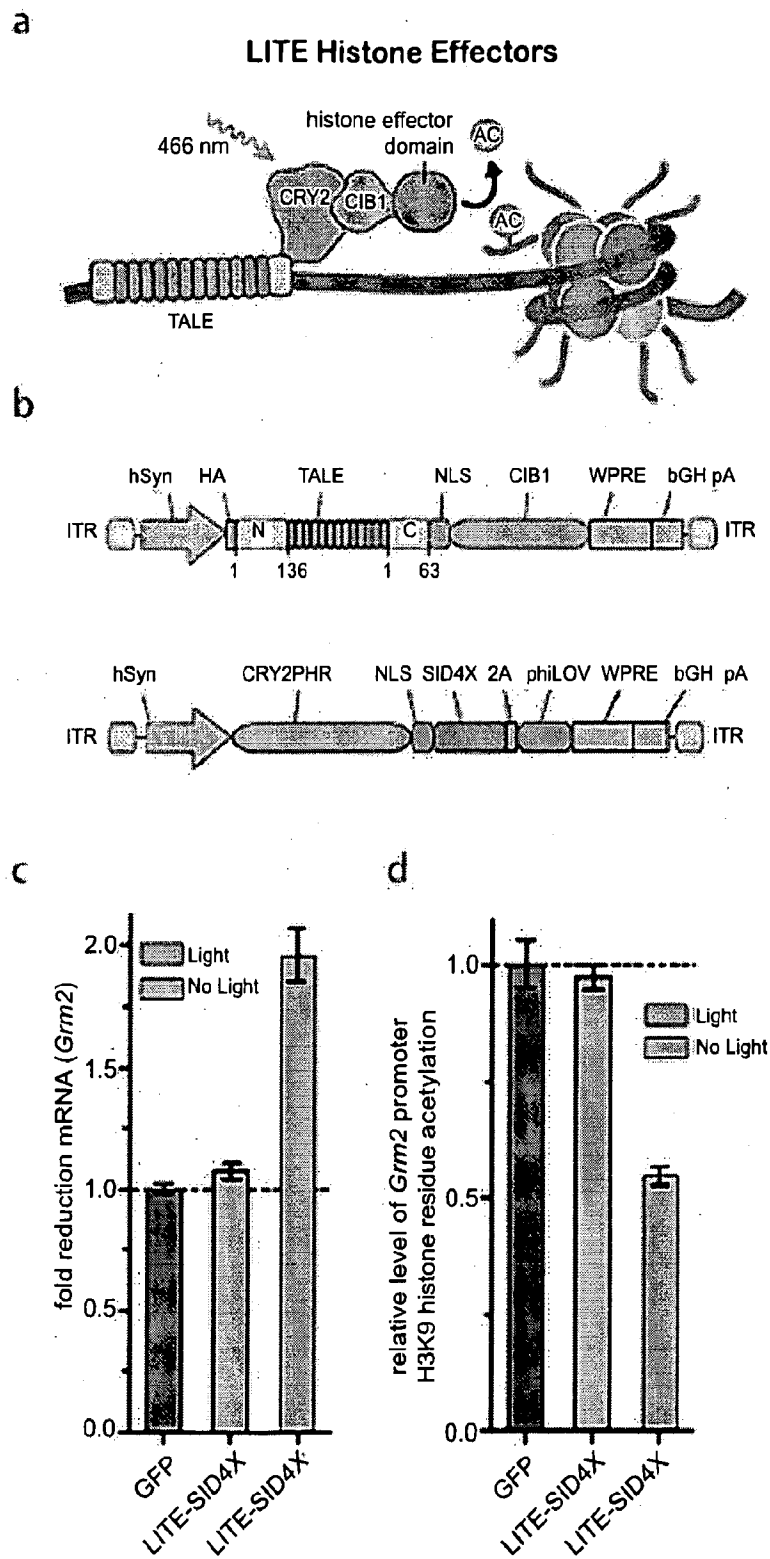 a
LITE Histone Effectors
466 nm
histone effector
domain
AC
CRY2
CIB1
AC
TALE
b
hSyn HA TALE NLS CIB1 WPRE bGH pA
ITR N C ITR
1 136 1 63
hSyn CRY2PHR NLS SID4X 2A phiLOV WPRE bGH pA
ITR ITR
c
fold reduction mRNA (Grm2)
2.0
1.5
1.0
0.5
0.0
Light
No Light
GFP
LITE-SID4X
LITE-SID4X
d
relative level of Grm2 promoter
H3K9 histone residue acetylation
1.0
0.5
0.0
Light
No Light
GFP
LITE-SID4X
LITE-SID4X